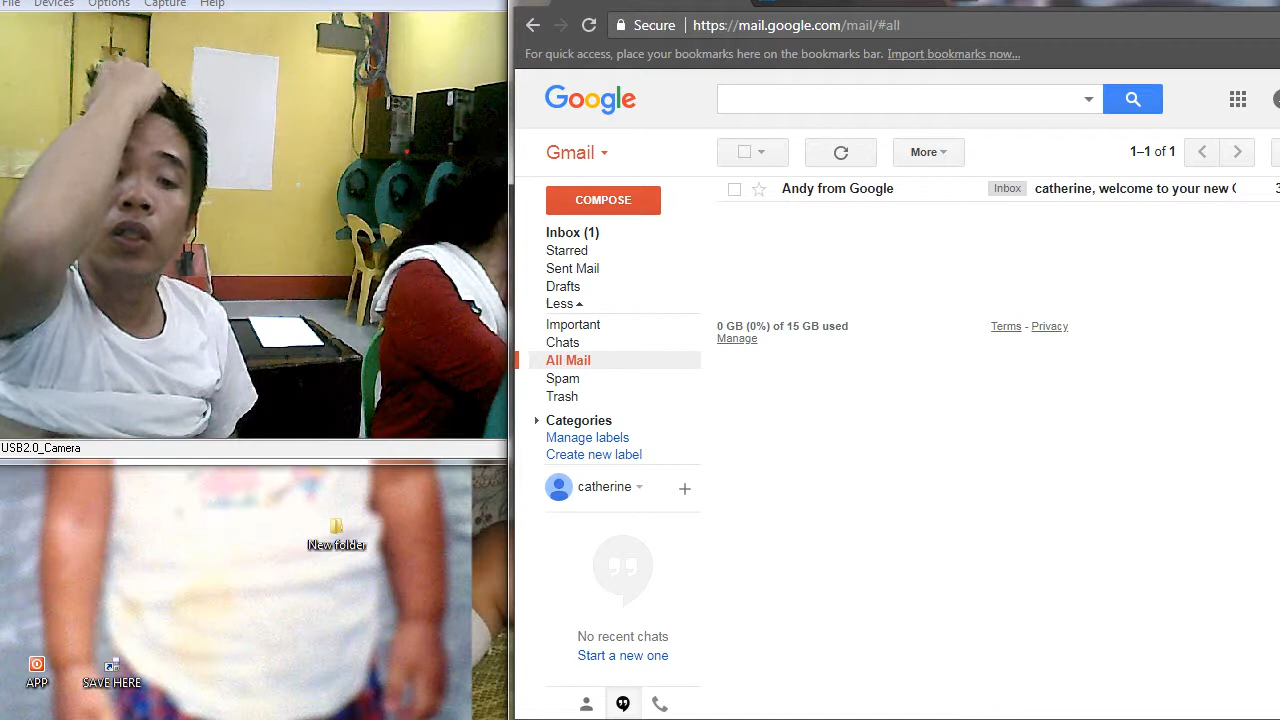 File Devices Options Capture Help
USB2.0_Camera
New folder
APP
SAVE HERE
Secure https://mail.google.com/mail/#all
For quick access, place your bookmarks here on the bookmarks bar. Import bookmarks now...
Google
Gmail
More
1–1 of 1
COMPOSE
Andy from Google Inbox catherine, welcome to your new
Inbox (1)
Starred
Sent Mail
Drafts
Less
Important
Chats
All Mail
Spam
Trash
Categories
Manage labels
Create new label
catherine
0 GB (0%) of 15 GB used
Manage
Terms - Privacy
No recent chats
Start a new one